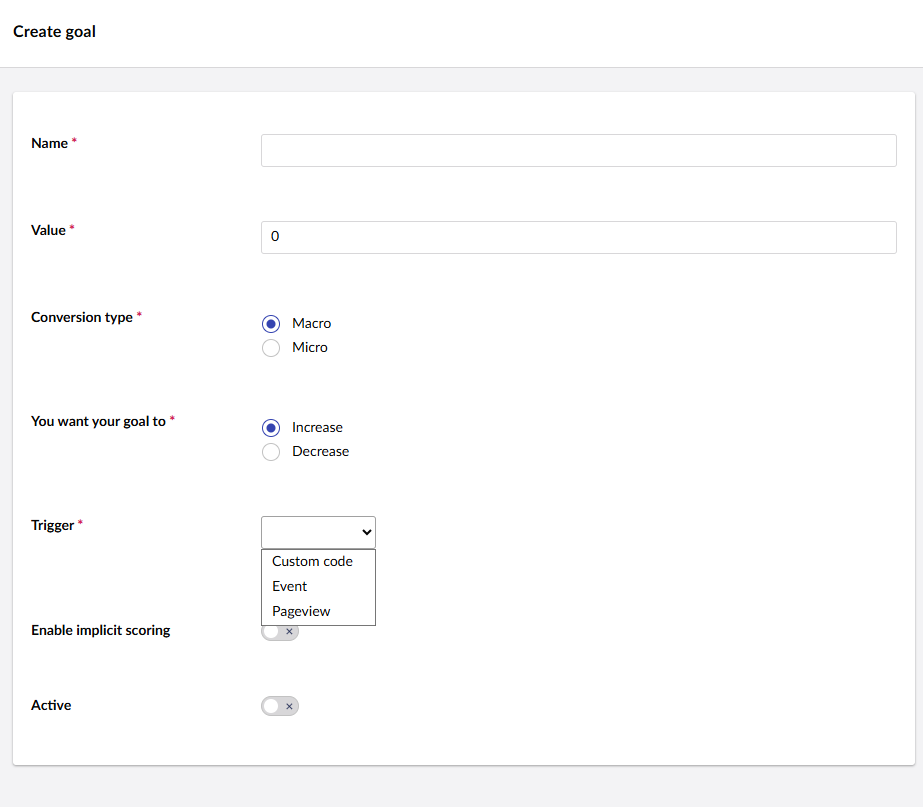 Create goal
Name *
Value *
0
Conversion type *
Macro
Micro
You want your goal to *
Increase
Decrease
Trigger *
Custom code
Event
Pageview
Enable implicit scoring
Active